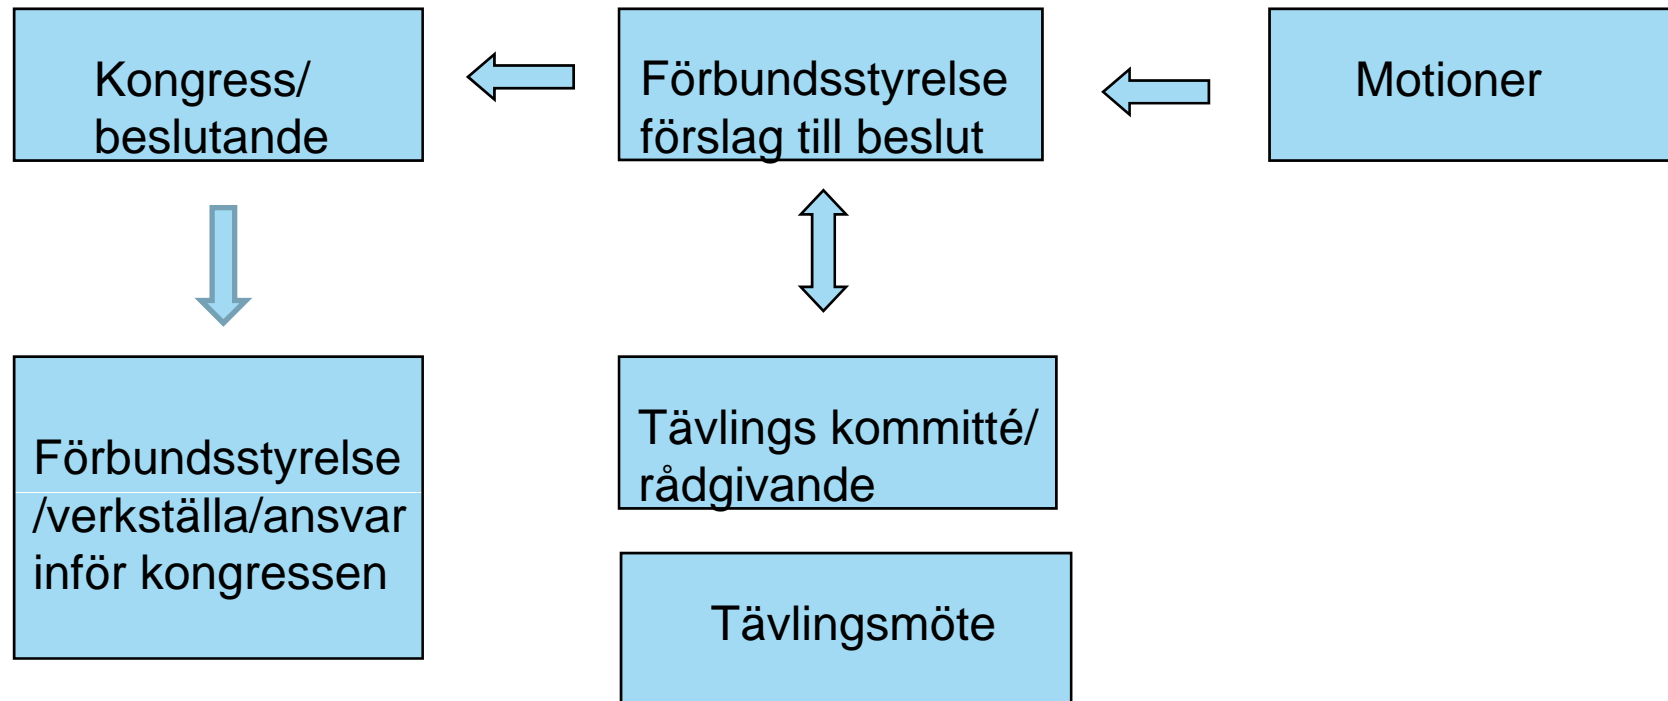 Kongress/
beslutande
Förbundsstyrelse
förslag till beslut
Motioner
Förbundsstyrelse
/verkställa/ansvar
inför kongressen
Tävlings kommitté/
rådgivande
Tävlingsmöte